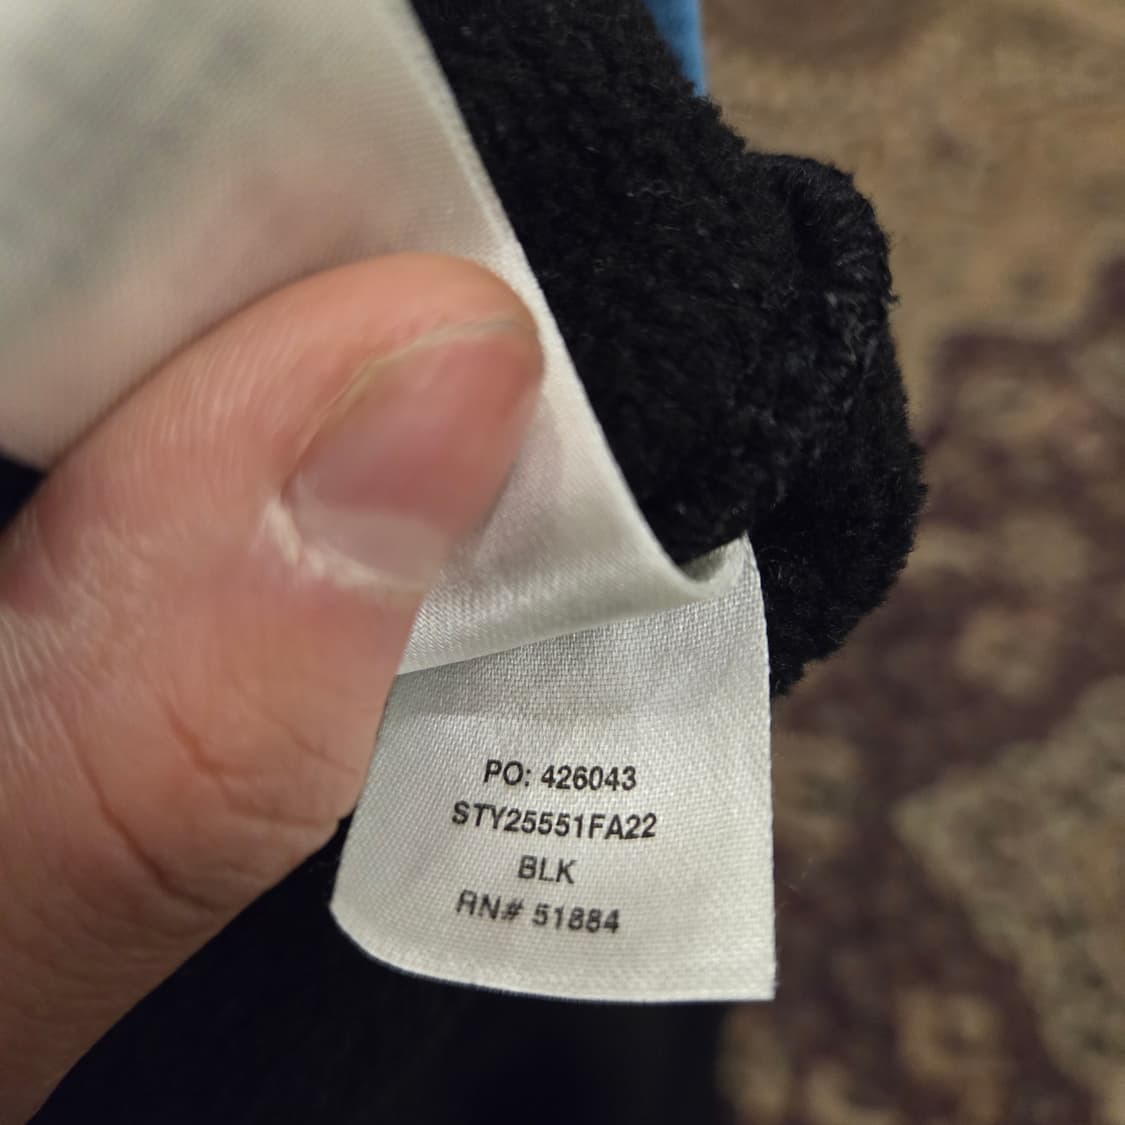 PO: 426043
STY25551FA22
BLK
RN# 51884